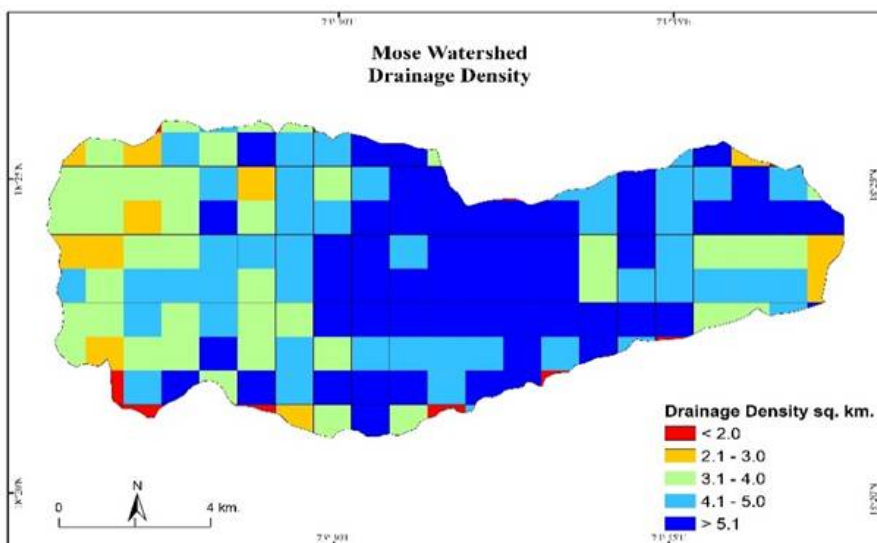 Mose Watershed
Drainage Density
Drainage Density sq. km.
< 2.0
2.1 - 3.0
3.1 - 4.0
4.1 - 5.0
> 5.1
N
0 4 km.